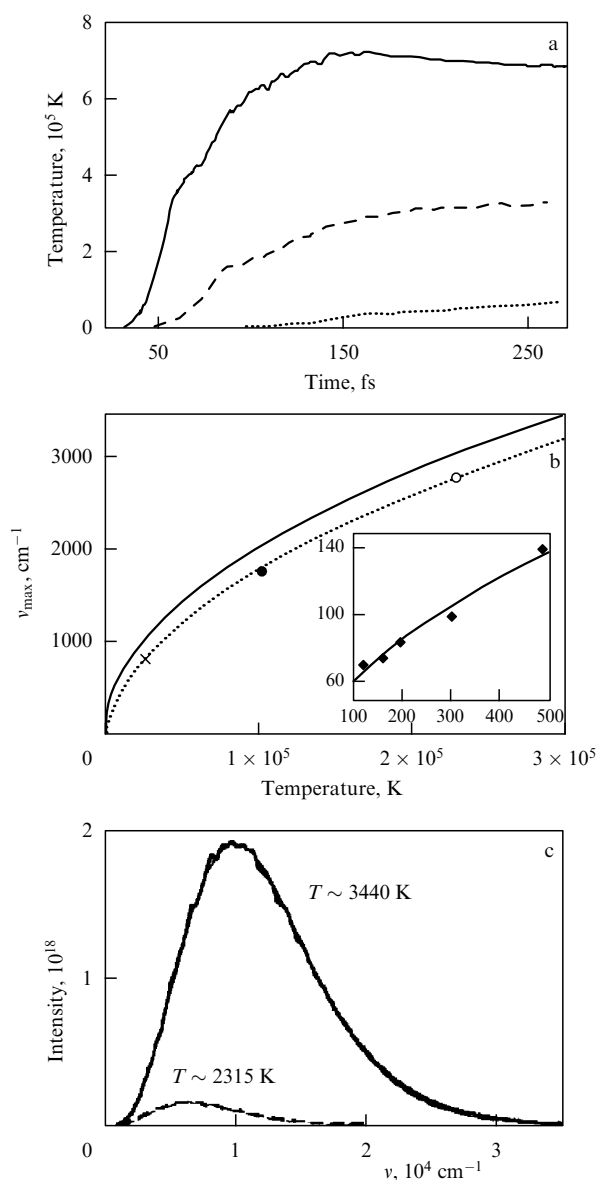 8
a
6
4
2
0
Temperature, 10⁵ K
50 150 250
Time, fs
3000
b
2000
1000
0
ν_max, cm⁻¹
140
100
60
100 200 300 400 500
1 × 10⁵ 2 × 10⁵ 3 × 10⁵
Temperature, K
2
c
T ~ 3440 K
1
Intensity, 10¹⁸
T ~ 2315 K
0 1 2 3
ν, 10⁴ cm⁻¹